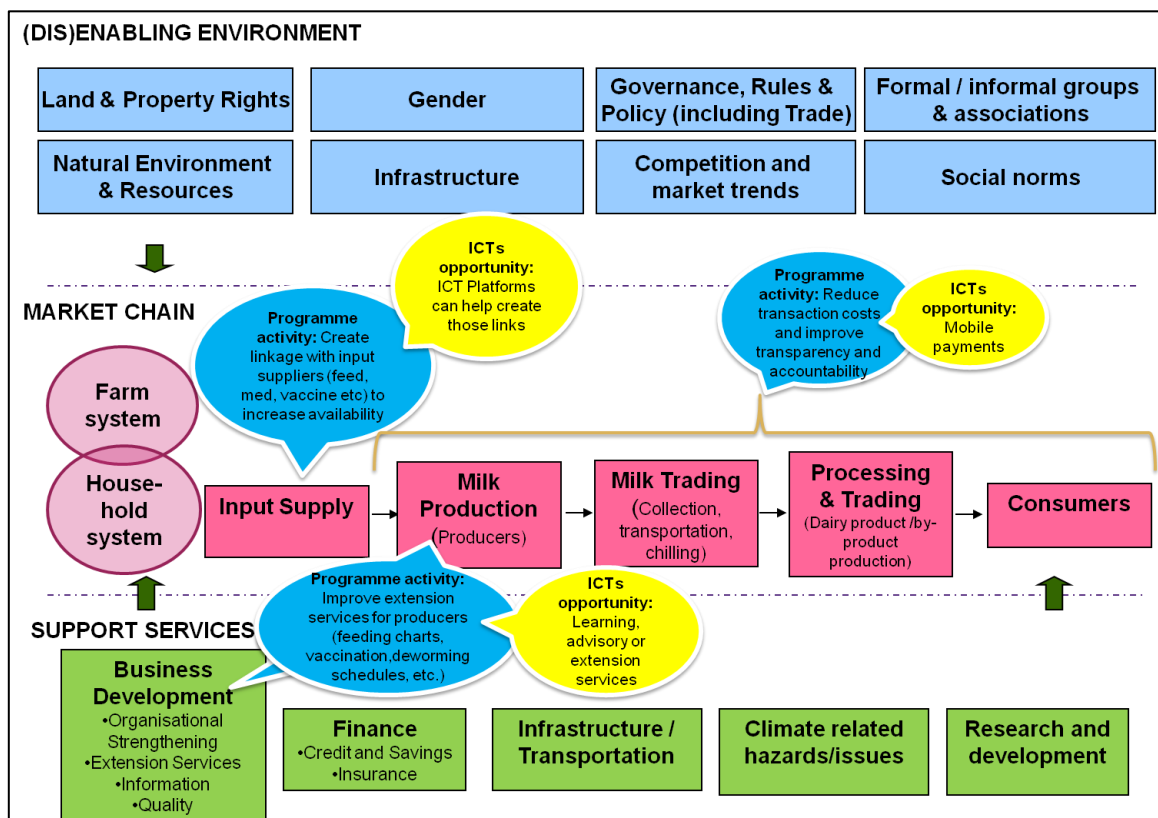 (DIS)ENABLING ENVIRONMENT
Land & Property Rights
Gender
Governance, Rules &
Policy (including Trade)
Formal / informal groups
& associations
Natural Environment
& Resources
Infrastructure
Competition and
market trends
Social norms
ICTs
opportunity:
ICT Platforms
can help create
those links
Programme
activity: Reduce
transaction costs
and improve
transparency and
accountability
ICTs
opportunity:
Mobile
payments
MARKET CHAIN
Programme
activity: Create
linkage with input
suppliers (feed,
med, vaccine etc) to
increase availability
Farm
system
House-
hold
system
Input Supply
Milk
Production
(Producers)
Milk Trading
(Collection,
transportation,
chilling)
Processing
& Trading
(Dairy product /by-
product
production)
Consumers
Programme activity:
Improve extension
services for producers
(feeding charts,
vaccination,deworming
schedules, etc.)
ICTs
opportunity:
Learning,
advisory or
extension
services
SUPPORT SERVICES
Business
Development
•Organisational
Strengthening
•Extension Services
•Information
•Quality
Finance
•Credit and Savings
•Insurance
Infrastructure /
Transportation
Climate related
hazards/issues
Research and
development